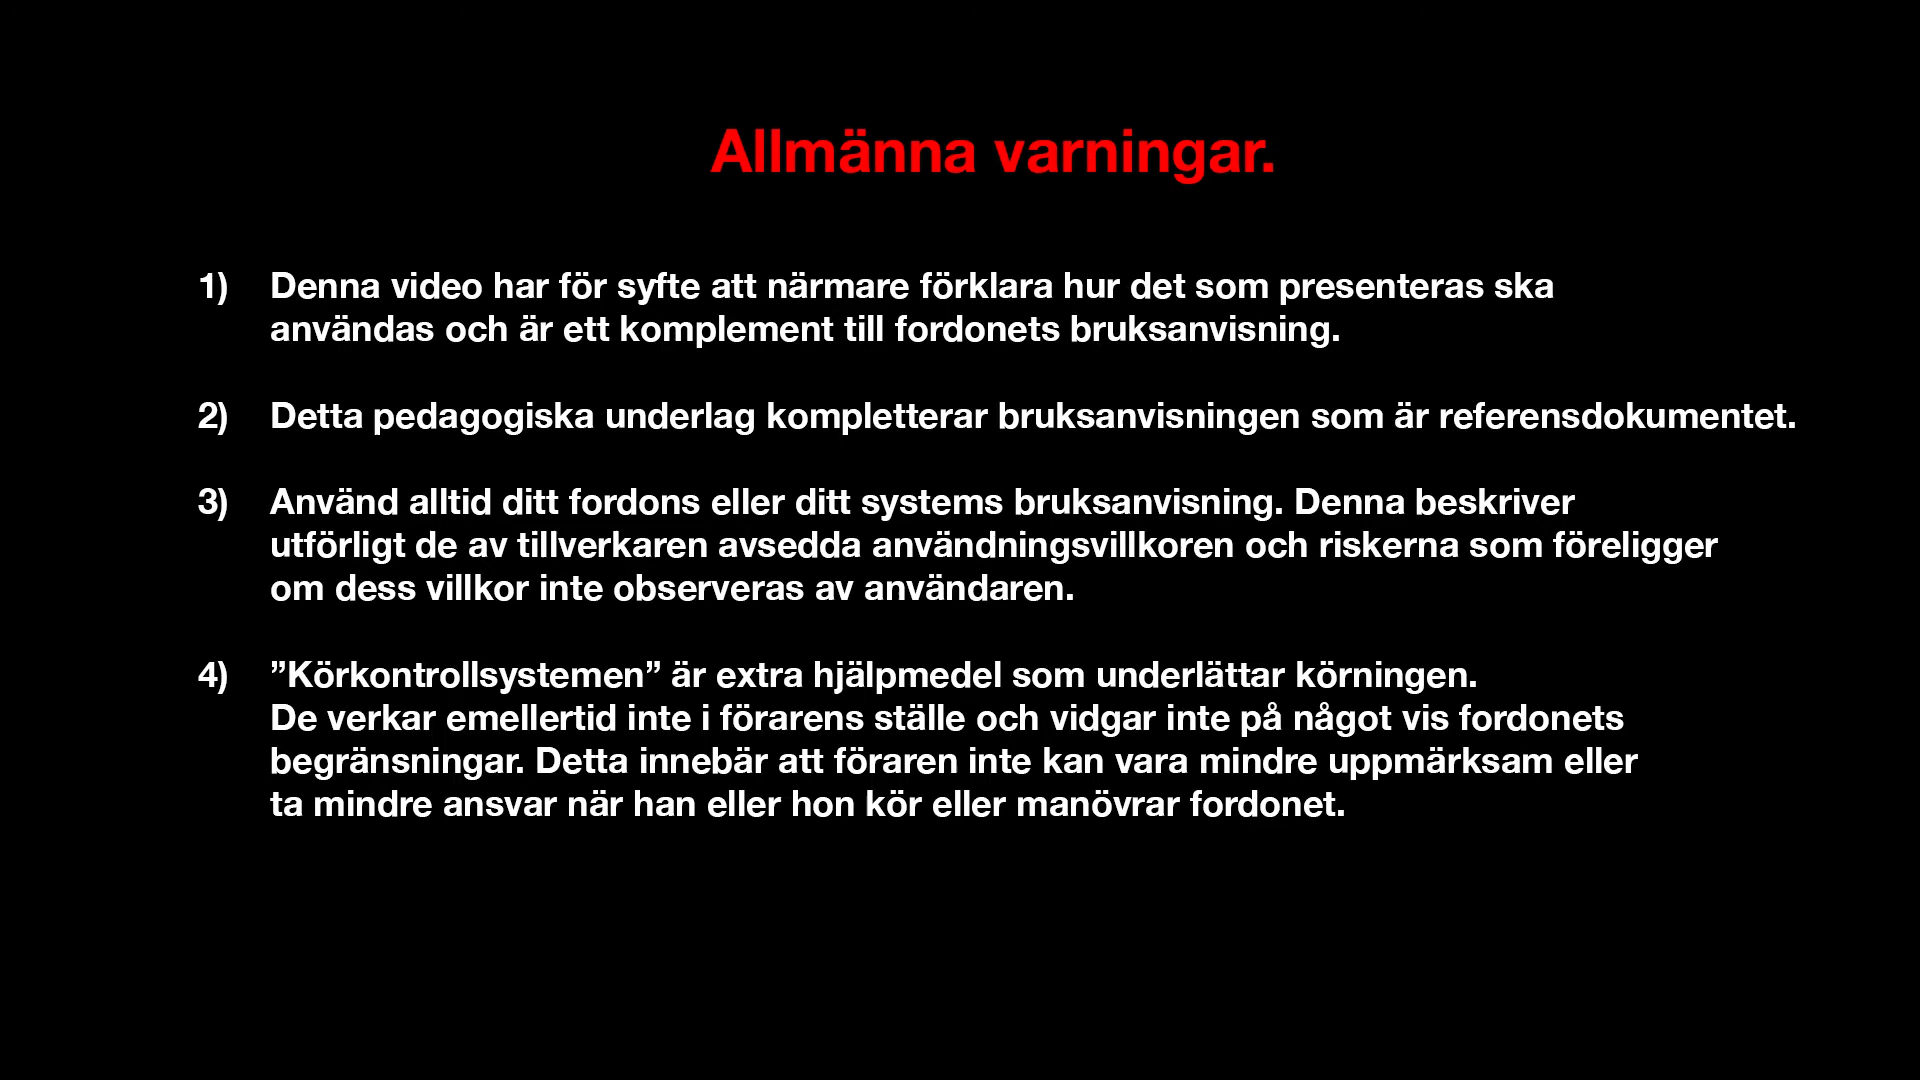 Allmänna varningar.
1) Denna video har för syfte att närmare förklara hur det som presenteras ska
användas och är ett komplement till fordonets bruksanvisning.
2) Detta pedagogiska underlag kompletterar bruksanvisningen som är referensdokumentet.
3) Använd alltid ditt fordons eller ditt systems bruksanvisning. Denna beskriver
utförligt de av tillverkaren avsedda användningsvillkoren och riskerna som föreligger
om dess villkor inte observeras av användaren.
4) ”Körkontrollsystemen” är extra hjälpmedel som underlättar körningen.
De verkar emellertid inte i förarens ställe och vidgar inte på något vis fordonets
begränsningar. Detta innebär att föraren inte kan vara mindre uppmärksam eller
ta mindre ansvar när han eller hon kör eller manövrar fordonet.